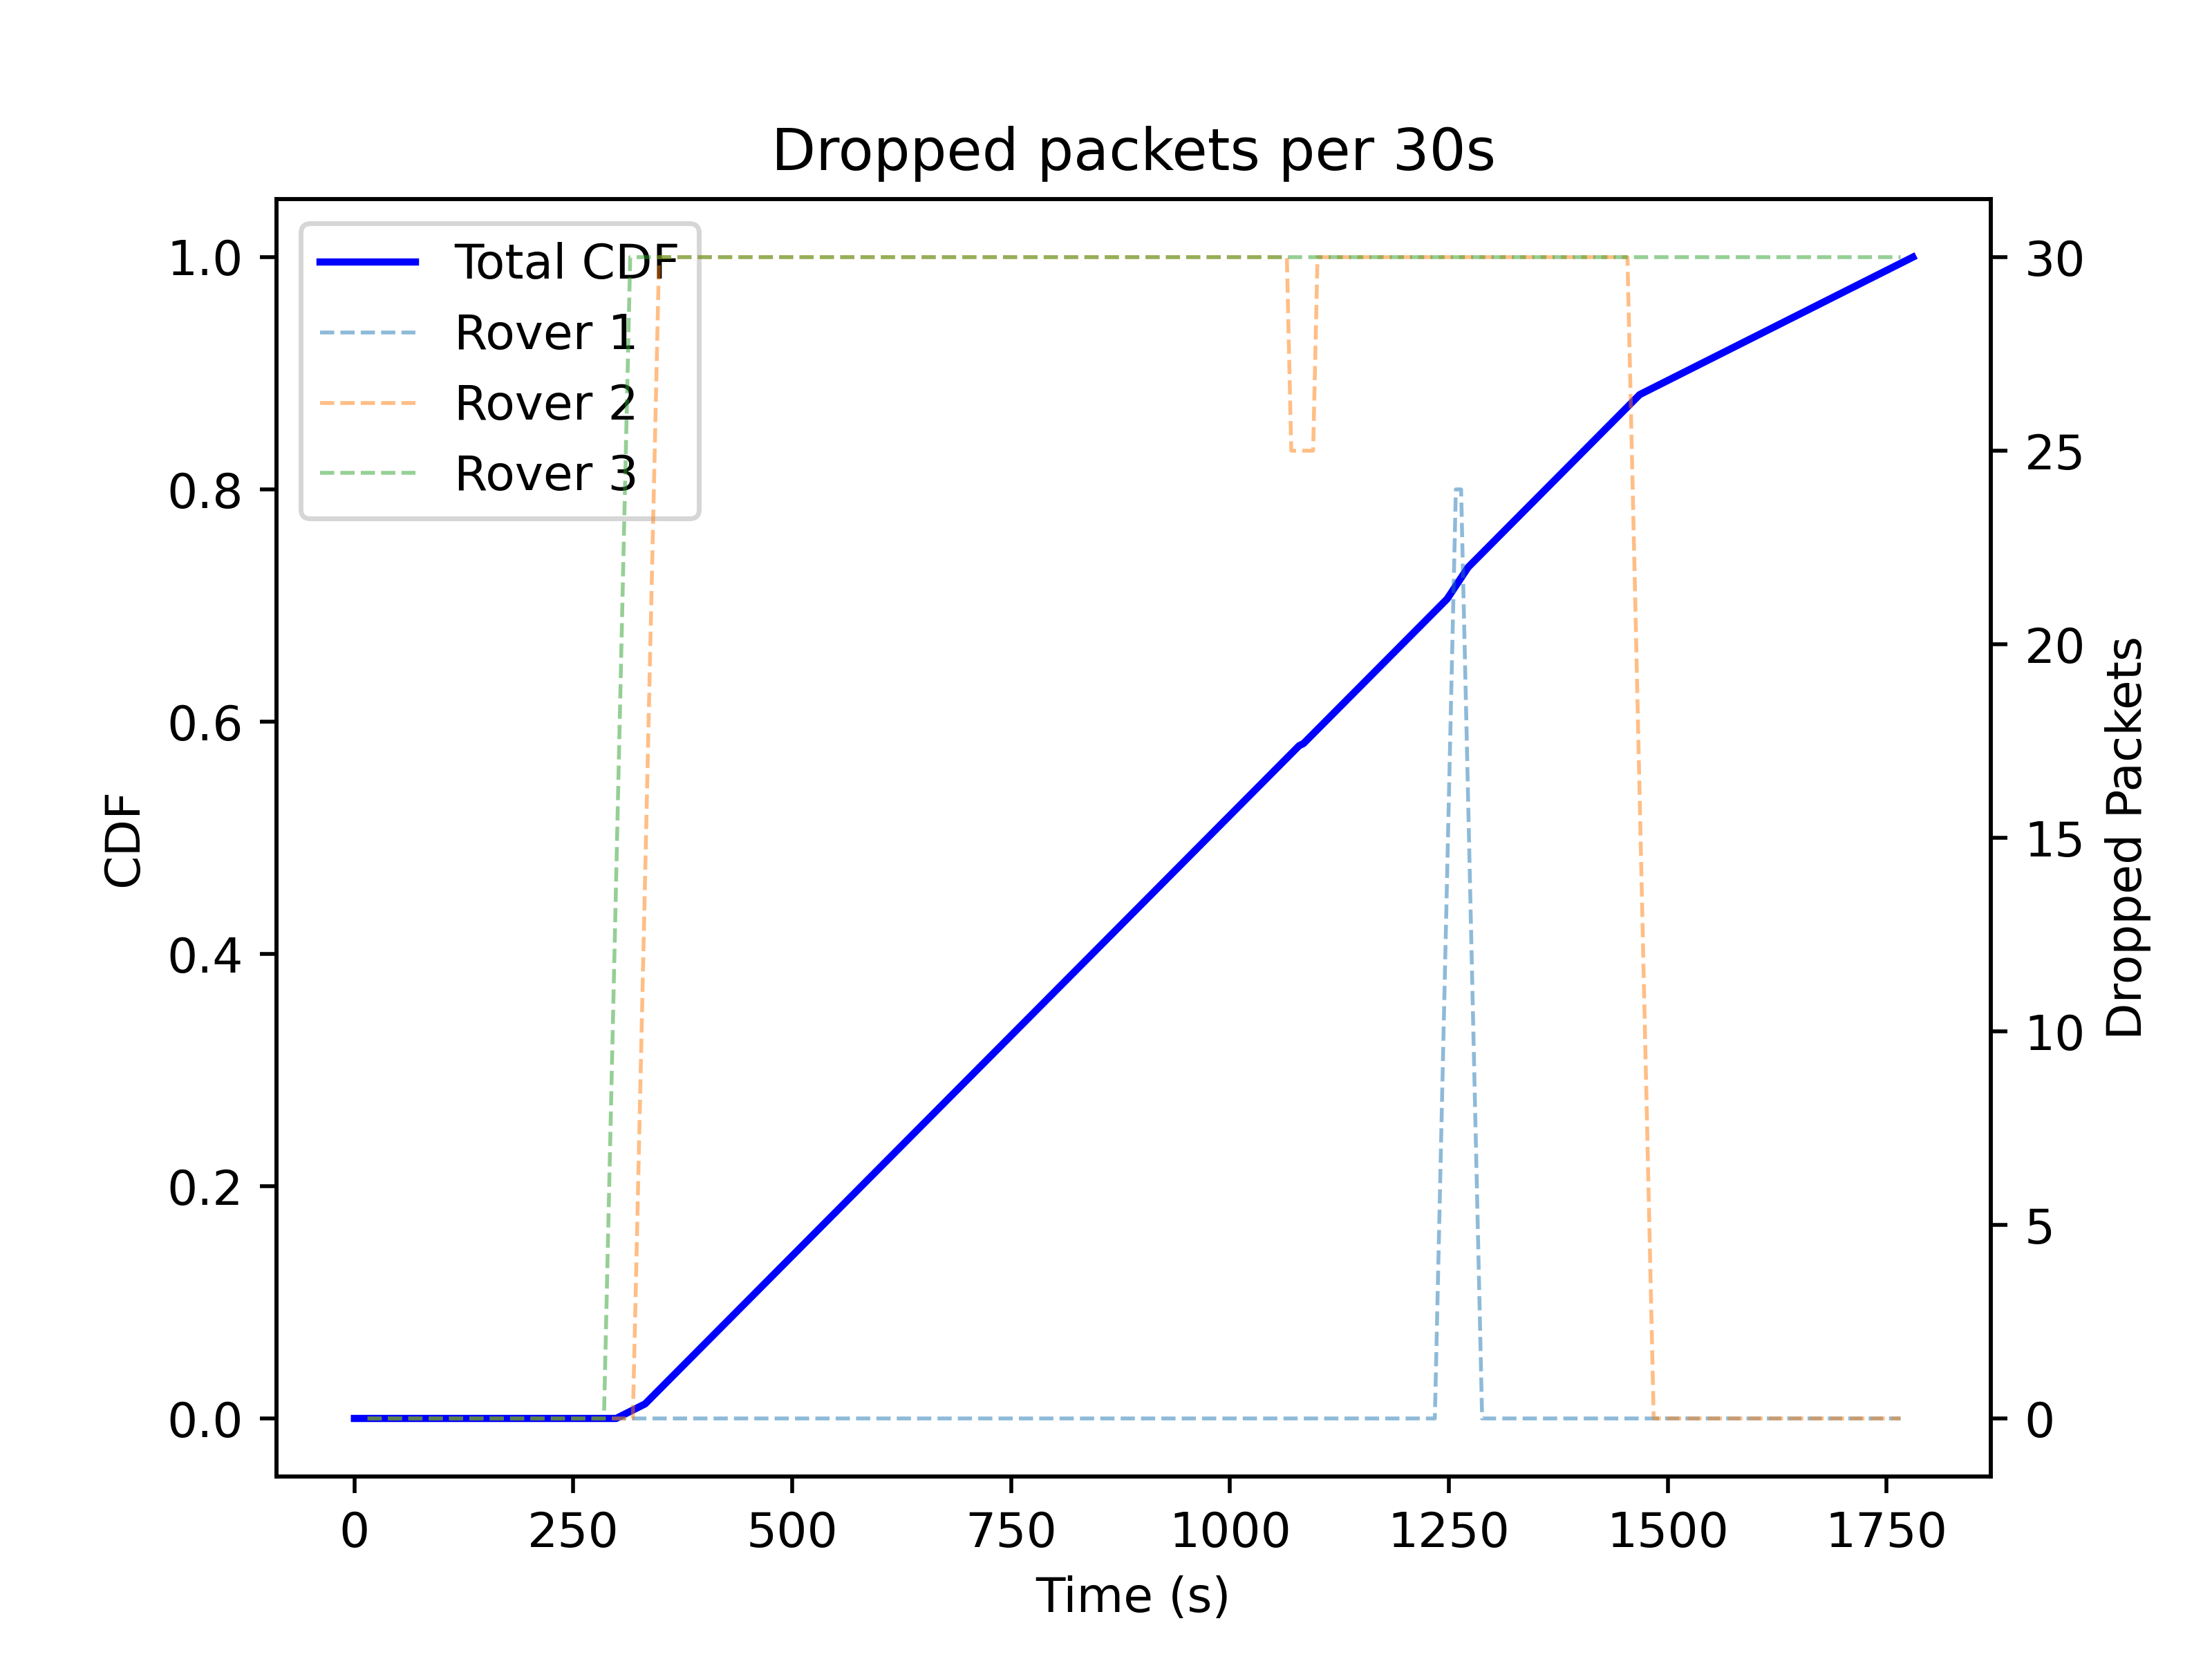 Dropped packets per 30s
Total CDF
Rover 1
Rover 2
Rover 3
CDF
1.0
0.8
0.6
0.4
0.2
0.0
30
25
20
15
10
5
0
Dropped Packets
0 250 500 750 1000 1250 1500 1750
Time (s)